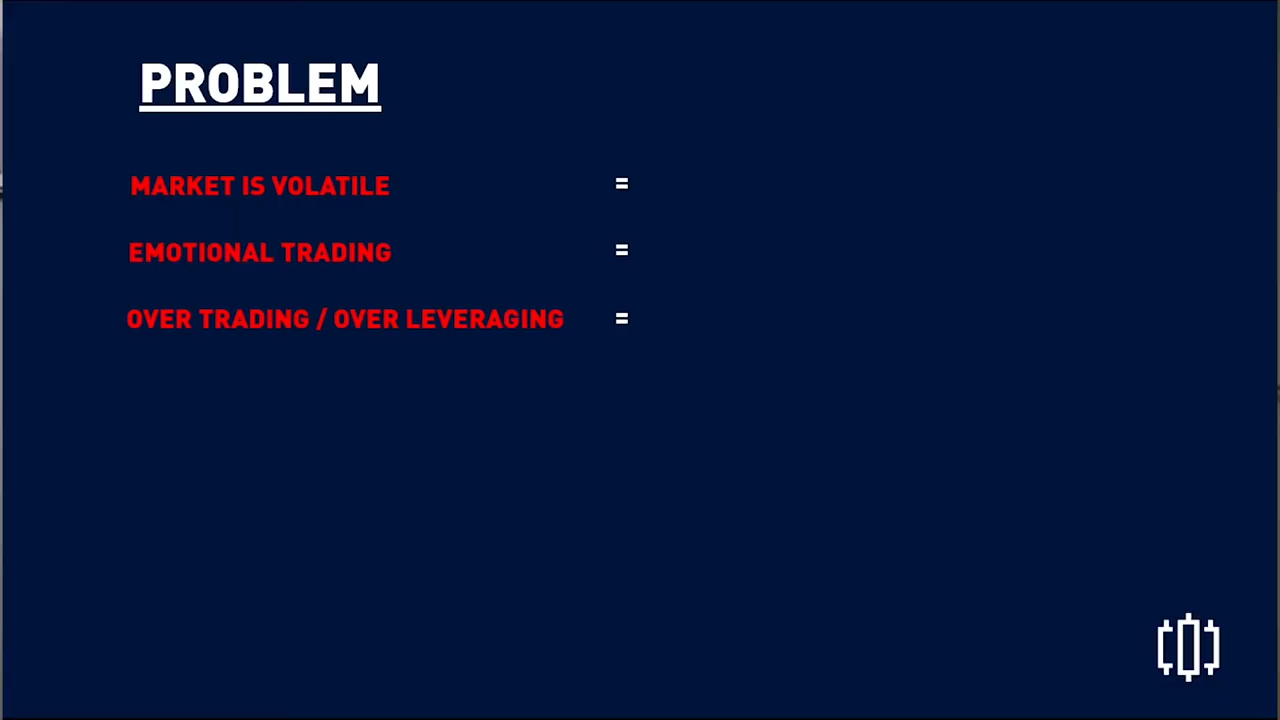 PROBLEM
MARKET IS VOLATILE =
EMOTIONAL TRADING =
OVER TRADING / OVER LEVERAGING =